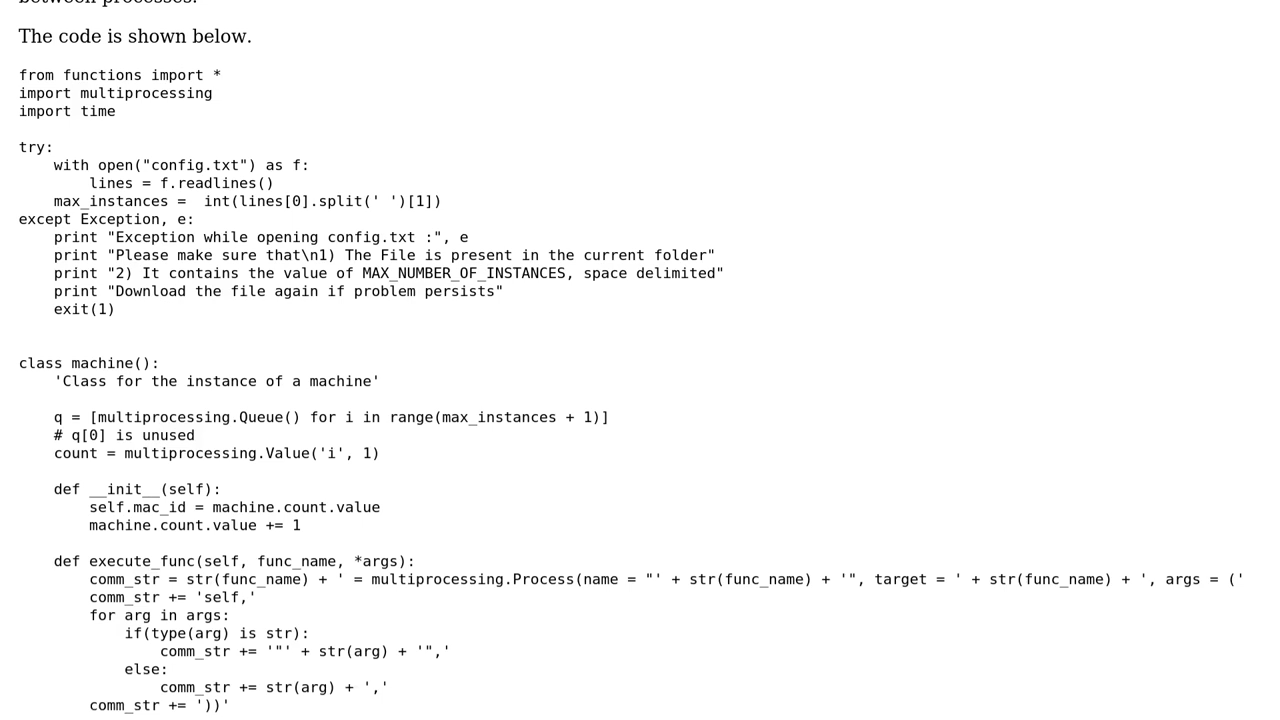 between processes.
The code is shown below.
from functions import *
import multiprocessing
import time
try:
    with open("config.txt") as f:
        lines = f.readlines()
    max_instances =  int(lines[0].split(' ')[1])
except Exception, e:
    print "Exception while opening config.txt :", e
    print "Please make sure that\n1) The File is present in the current folder"
    print "2) It contains the value of MAX_NUMBER_OF_INSTANCES, space delimited"
    print "Download the file again if problem persists"
    exit(1)
class machine():
    'Class for the instance of a machine'
    q = [multiprocessing.Queue() for i in range(max_instances + 1)]
    # q[0] is unused
    count = multiprocessing.Value('i', 1)
    def __init__(self):
        self.mac_id = machine.count.value
        machine.count.value += 1
    def execute_func(self, func_name, *args):
        comm_str = str(func_name) + ' = multiprocessing.Process(name = "' + str(func_name) + '", target = ' + str(func_name) + ', args = ('
        comm_str += 'self,'
        for arg in args:
            if(type(arg) is str):
                comm_str += '"' + str(arg) + '",'
            else:
                comm_str += str(arg) + ','
        comm_str += '))'